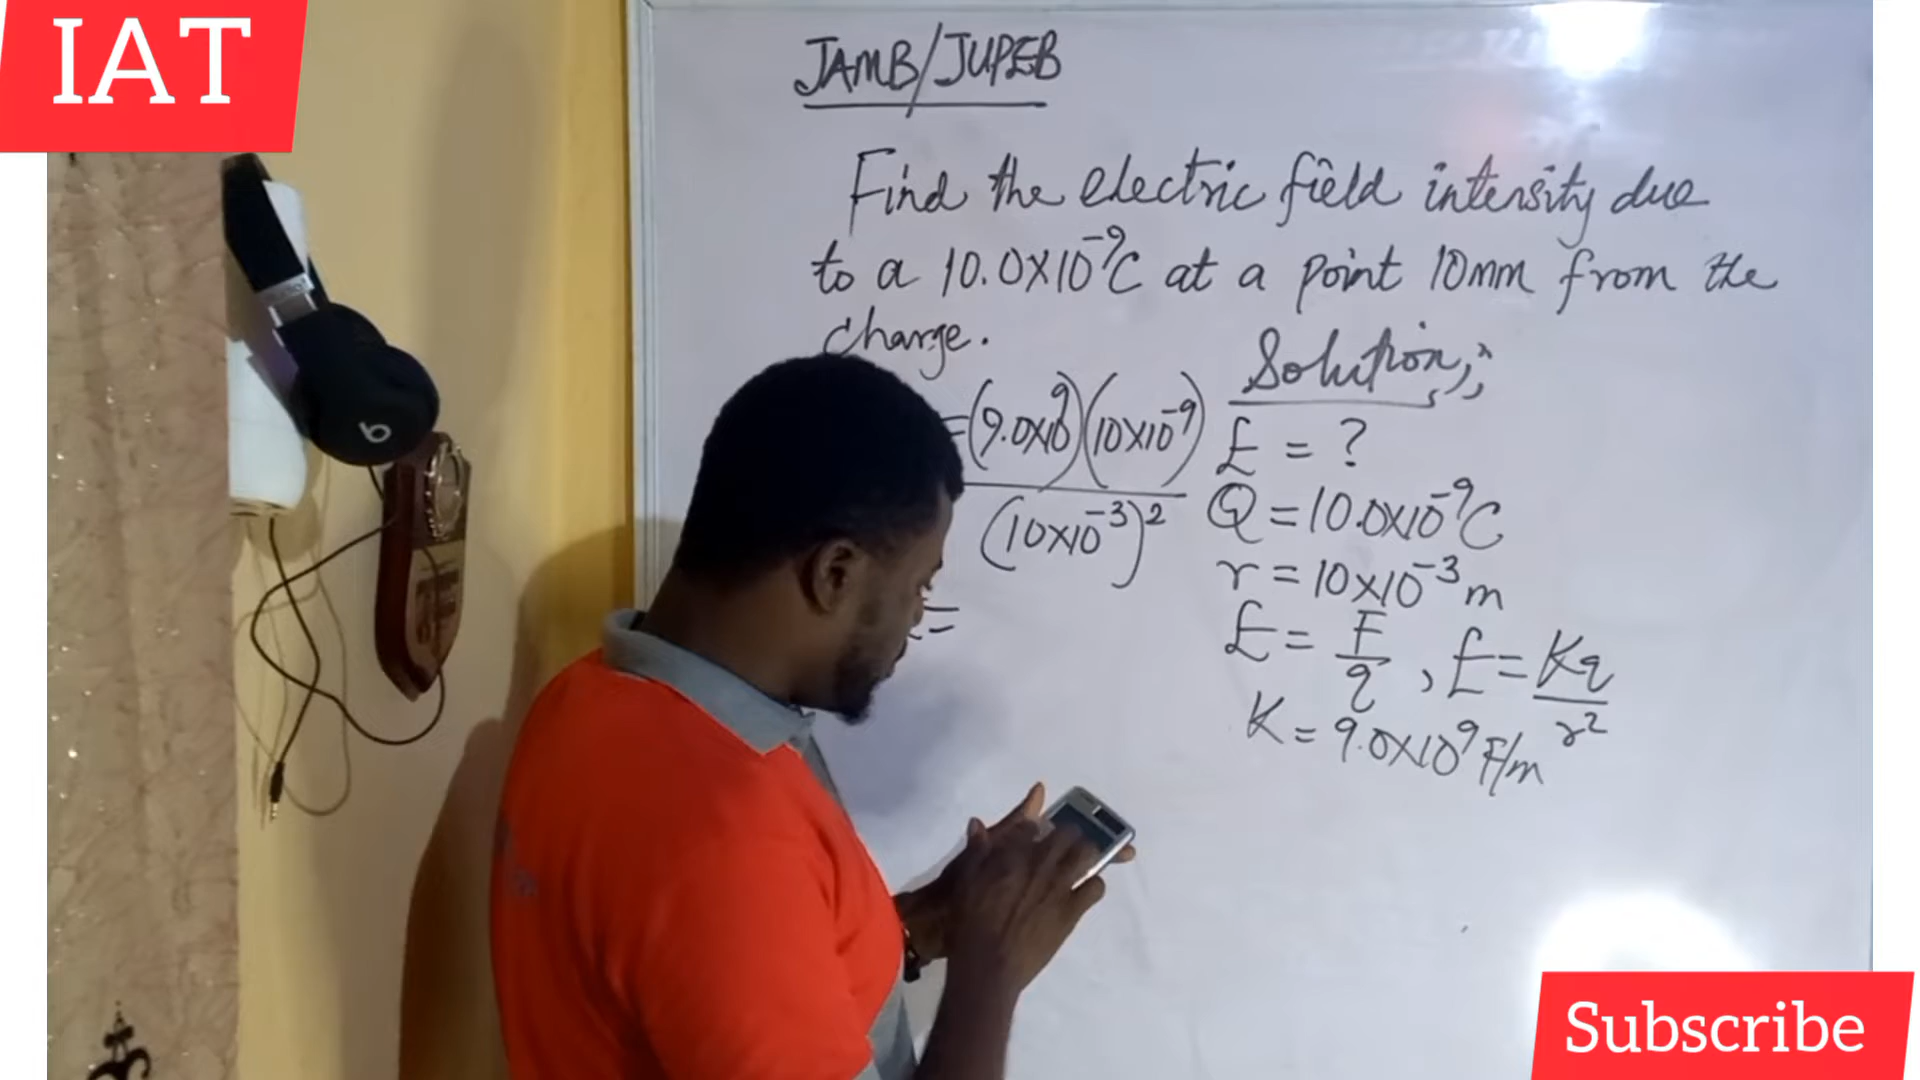 IAT
JAMB/JUPEB
Find the electric field intensity due
to a 10.0X10⁻⁹C at a point 10mm from the
charge.
=(9.0X10⁹)(10X10⁻⁹)
(10X10⁻³)²
=
Solution;
E = ?
Q = 10.0X10⁻⁹C
r = 10X10⁻³m
E = F/q, E = Kq/r²
K = 9.0X10⁹F/m
b
Subscribe